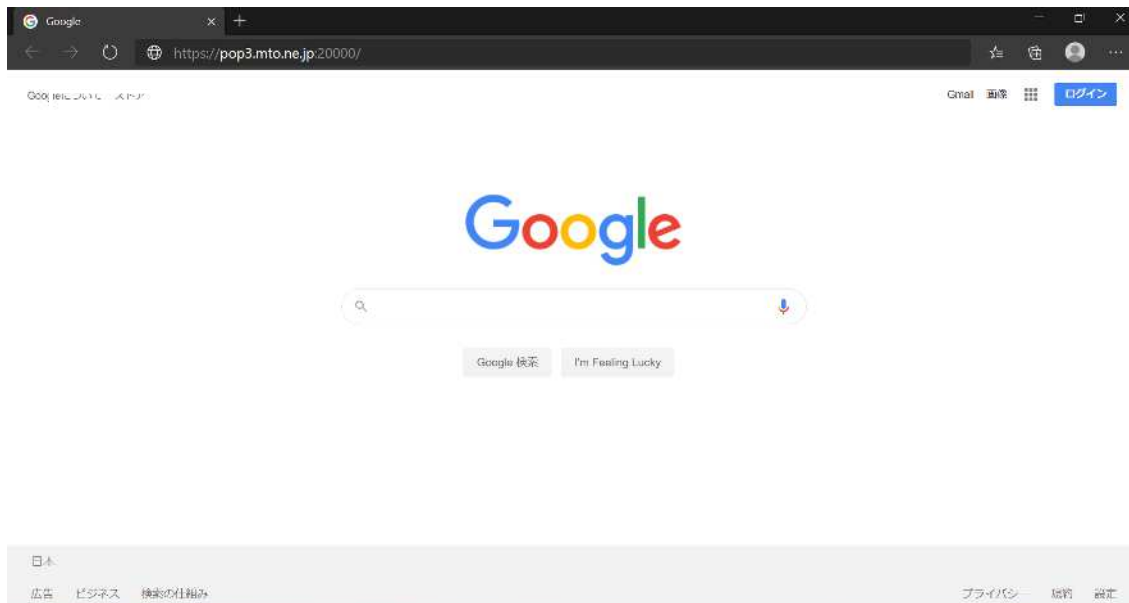 Google
https://pop3.mto.ne.jp:20000/
Gmail 画像 ログイン
Google
Google 検索 I'm Feeling Lucky
日本
広告 ビジネス 検索の仕組み プライバシー 規約 設定